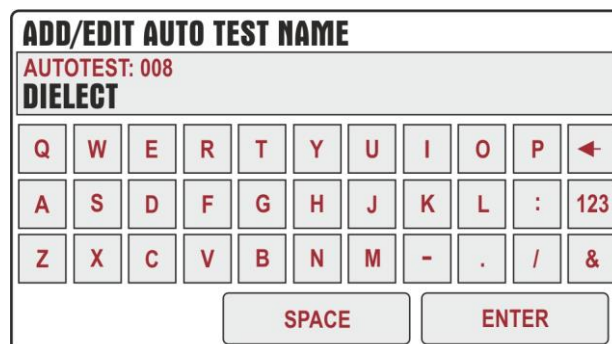 ADD/EDIT AUTO TEST NAME
AUTOTEST: 008
DIELECT
Q W E R T Y U I O P ←
A S D F G H J K L : 123
Z X C V B N M - . / &
SPACE ENTER